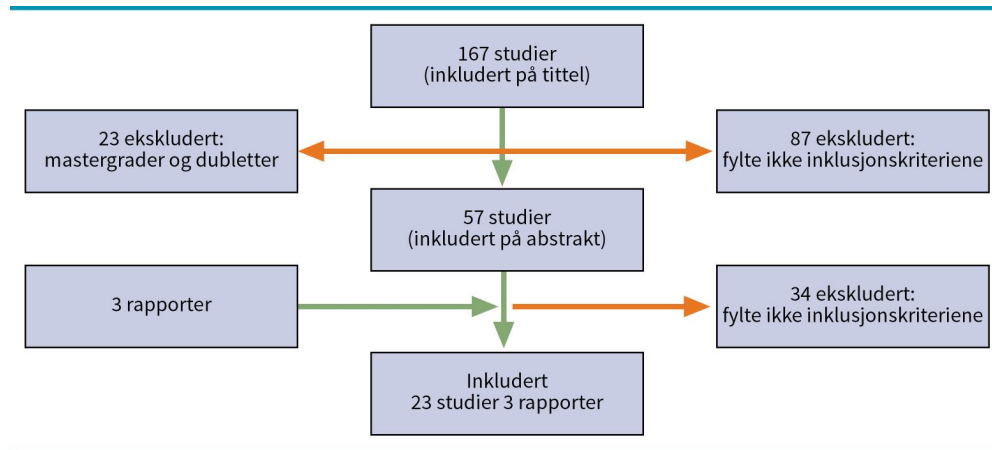 167 studier
(inkludert på tittel)
23 ekskludert:
mastergrader og dubletter
87 ekskludert:
fylte ikke inklusjonskriteriene
57 studier
(inkludert på abstrakt)
3 rapporter
34 ekskludert:
fylte ikke inklusjonskriteriene
Inkludert
23 studier 3 rapporter